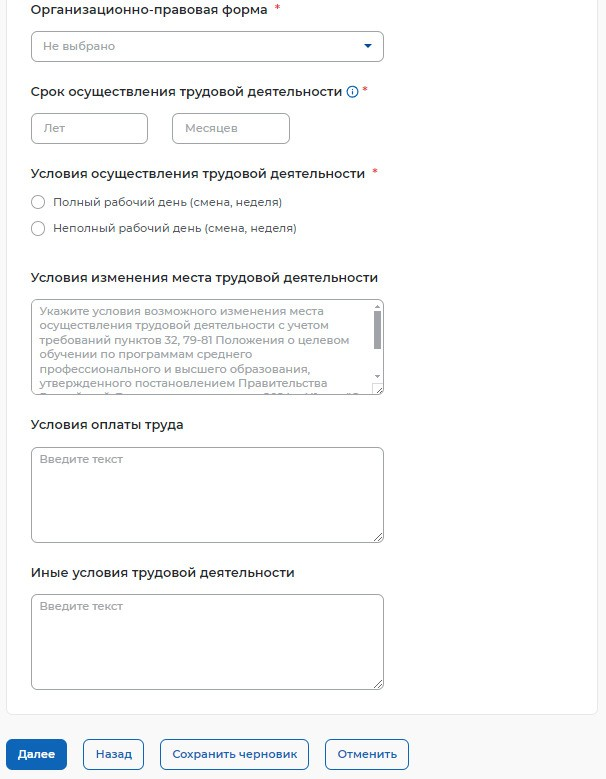 Организационно-правовая форма *
Не выбрано
Срок осуществления трудовой деятельности *
Лет
Месяцев
Условия осуществления трудовой деятельности *
Полный рабочий день (смена, неделя)
Неполный рабочий день (смена, неделя)
Условия изменения места трудовой деятельности
Укажите условия возможного изменения места
осуществления трудовой деятельности с учетом
требований пунктов 32, 79-81 Положения о целевом
обучении по программам среднего
профессионального и высшего образования,
утвержденного постановлением Правительства
Условия оплаты труда
Введите текст
Иные условия трудовой деятельности
Введите текст
Далее
Назад
Сохранить черновик
Отменить